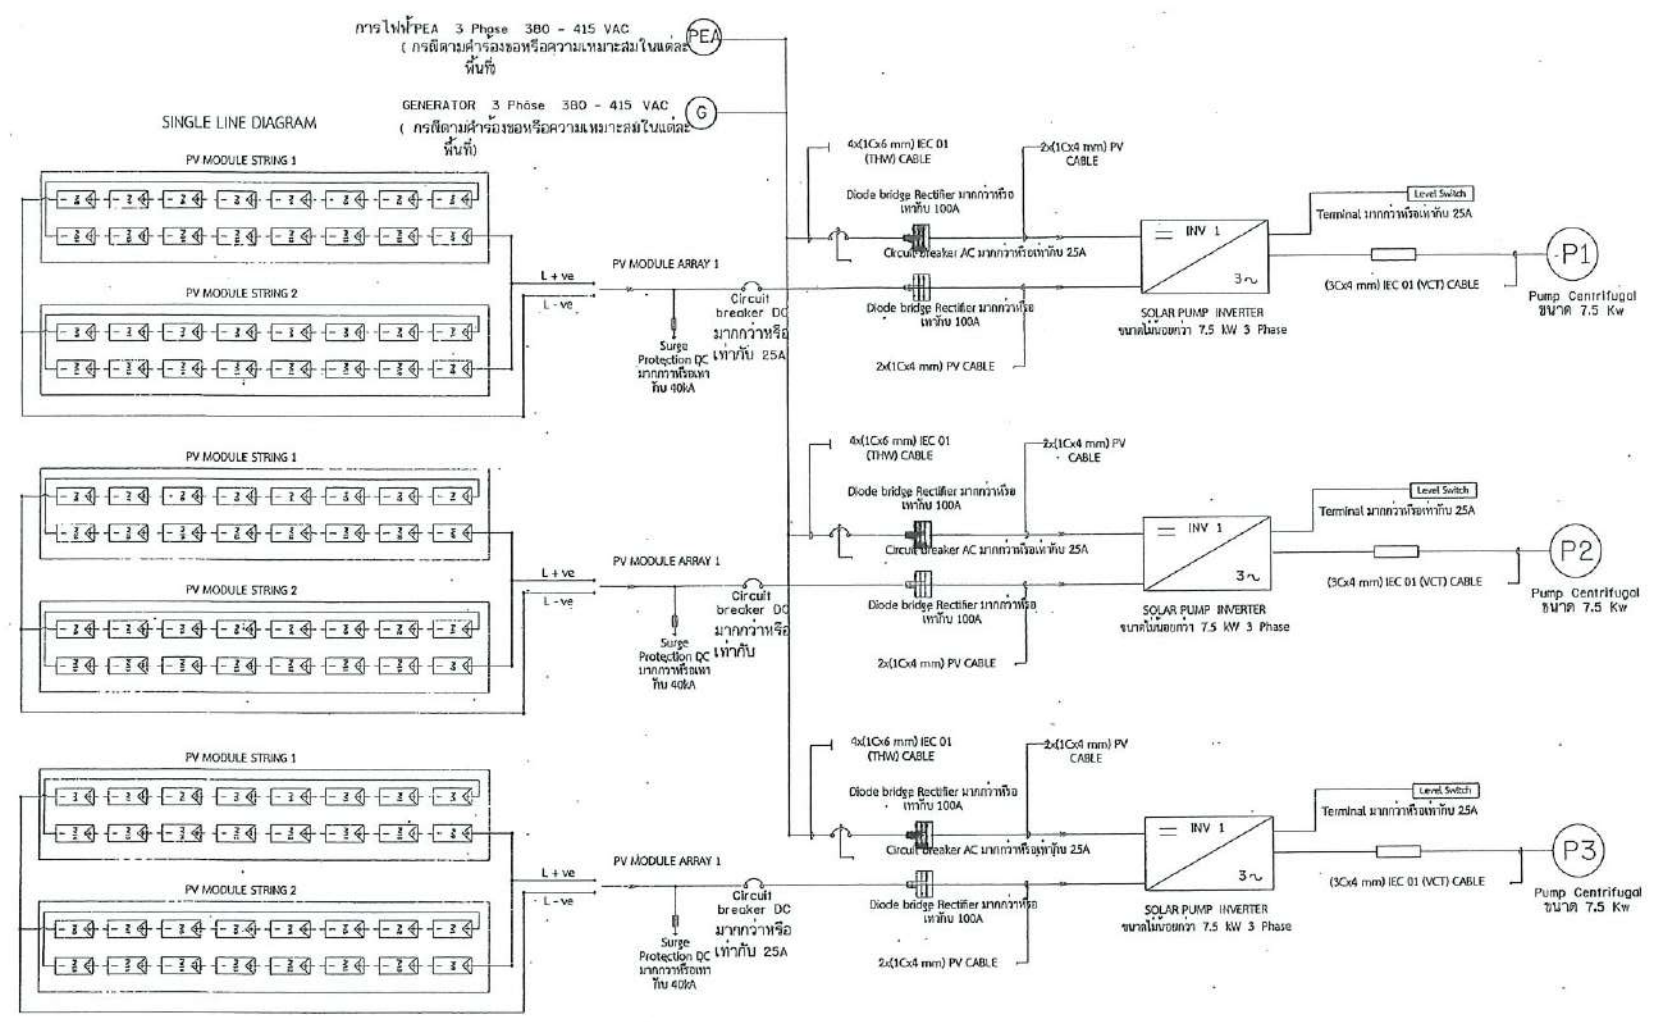 การไฟฟ้าPEA 3 Phase 380 - 415 VAC
( กรณีตามคำร้องขอหรือความเหมาะสมในแต่ละ
พื้นที่)
PEA
GENERATOR 3 Phase 380 - 415 VAC
( กรณีตามคำร้องขอหรือความเหมาะสมในแต่ละ
พื้นที่)
G
SINGLE LINE DIAGRAM
PV MODULE STRING 1
PV MODULE STRING 2
L +ve
L -ve
PV MODULE ARRAY 1
Surge
Protection DC
มากกว่าหรือเท่า
กับ 40kA
Circuit
breaker DC
มากกว่าหรือ
เท่ากับ 25A
4x(1Cx6 mm) IEC 01
(THW) CABLE
2x(1Cx4 mm) PV
CABLE
Diode bridge Rectifier มากกว่าหรือ
เท่ากับ 100A
Circuit breaker AC มากกว่าหรือเท่ากับ 25A
Diode bridge Rectifier มากกว่าหรือ
เท่ากับ 100A
2x(1Cx4 mm) PV CABLE
INV 1
3~
SOLAR PUMP INVERTER
ขนาดไม่น้อยกว่า 7.5 kW 3 Phase
Level Switch
Terminal มากกว่าหรือเท่ากับ 25A
(3Cx4 mm) IEC 01 (VCT) CABLE
P1
Pump Centrifugal
ขนาด 7.5 Kw
PV MODULE STRING 1
PV MODULE STRING 2
L +ve
L -ve
PV MODULE ARRAY 1
Surge
Protection DC
มากกว่าหรือเท่า
กับ 40kA
Circuit
breaker DC
มากกว่าหรือ
เท่ากับ
4x(1Cx6 mm) IEC 01
(THW) CABLE
2x(1Cx4 mm) PV
CABLE
Diode bridge Rectifier มากกว่าหรือ
เท่ากับ 100A
Circuit breaker AC มากกว่าหรือเท่ากับ 25A
Diode bridge Rectifier มากกว่าหรือ
เท่ากับ 100A
2x(1Cx4 mm) PV CABLE
INV 1
3~
SOLAR PUMP INVERTER
ขนาดไม่น้อยกว่า 7.5 kW 3 Phase
Level Switch
Terminal มากกว่าหรือเท่ากับ 25A
(3Cx4 mm) IEC 01 (VCT) CABLE
P2
Pump Centrifugal
ขนาด 7.5 Kw
PV MODULE STRING 1
PV MODULE STRING 2
L +ve
L -ve
PV MODULE ARRAY 1
Surge
Protection DC
มากกว่าหรือเท่า
กับ 40kA
Circuit
breaker DC
มากกว่าหรือ
เท่ากับ 25A
4x(1Cx6 mm) IEC 01
(THW) CABLE
2x(1Cx4 mm) PV
CABLE
Diode bridge Rectifier มากกว่าหรือ
เท่ากับ 100A
Circuit breaker AC มากกว่าหรือเท่ากับ 25A
Diode bridge Rectifier มากกว่าหรือ
เท่ากับ 100A
2x(1Cx4 mm) PV CABLE
INV 1
3~
SOLAR PUMP INVERTER
ขนาดไม่น้อยกว่า 7.5 kW 3 Phase
Level Switch
Terminal มากกว่าหรือเท่ากับ 25A
(3Cx4 mm) IEC 01 (VCT) CABLE
P3
Pump Centrifugal
ขนาด 7.5 Kw